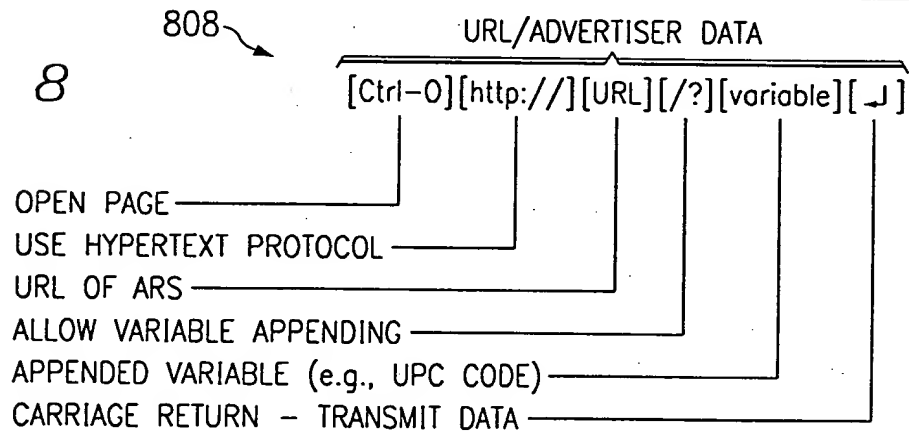 808
URL/ADVERTISER DATA
8
[Ctrl-O][http://][URL][/?][variable][↵]
OPEN PAGE
USE HYPERTEXT PROTOCOL
URL OF ARS
ALLOW VARIABLE APPENDING
APPENDED VARIABLE (e.g., UPC CODE)
CARRIAGE RETURN - TRANSMIT DATA